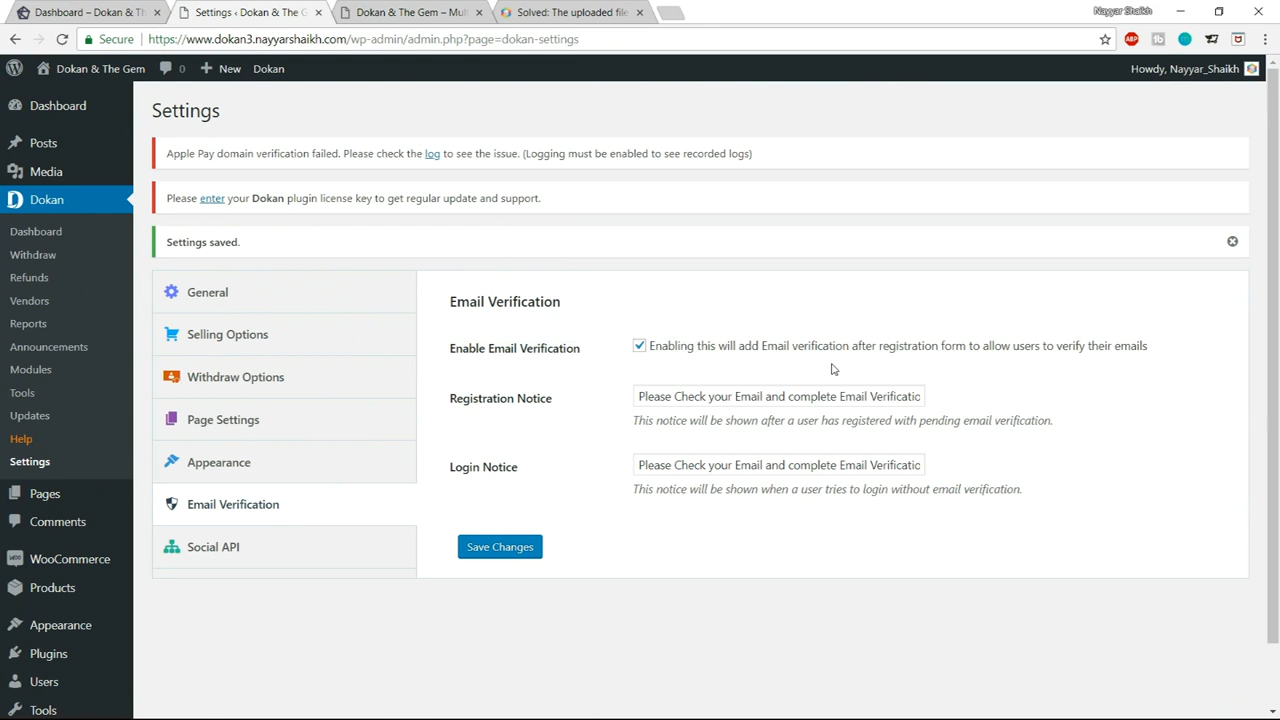 Dashboard – Dokan & Th
Settings ‹ Dokan & The G
Dokan & The Gem – Mult
Solved: The uploaded file
Nayyar Shaikh
Secure
https://www.dokan3.nayyarshaikh.com/wp-admin/admin.php?page=dokan-settings
Dokan & The Gem
0
New
Dokan
Howdy, Nayyar_Shaikh
Dashboard
Posts
Media
Dokan
Dashboard
Withdraw
Refunds
Vendors
Reports
Announcements
Modules
Tools
Updates
Help
Settings
Pages
Comments
WooCommerce
Products
Appearance
Plugins
Users
Tools
Settings
Apple Pay domain verification failed. Please check the log to see the issue. (Logging must be enabled to see recorded logs)
Please enter your Dokan plugin license key to get regular update and support.
Settings saved.
General
Selling Options
Withdraw Options
Page Settings
Appearance
Email Verification
Social API
Email Verification
Enable Email Verification
Enabling this will add Email verification after registration form to allow users to verify their emails
Registration Notice
Please Check your Email and complete Email Verificatio
This notice will be shown after a user has registered with pending email verification.
Login Notice
Please Check your Email and complete Email Verificatio
This notice will be shown when a user tries to login without email verification.
Save Changes